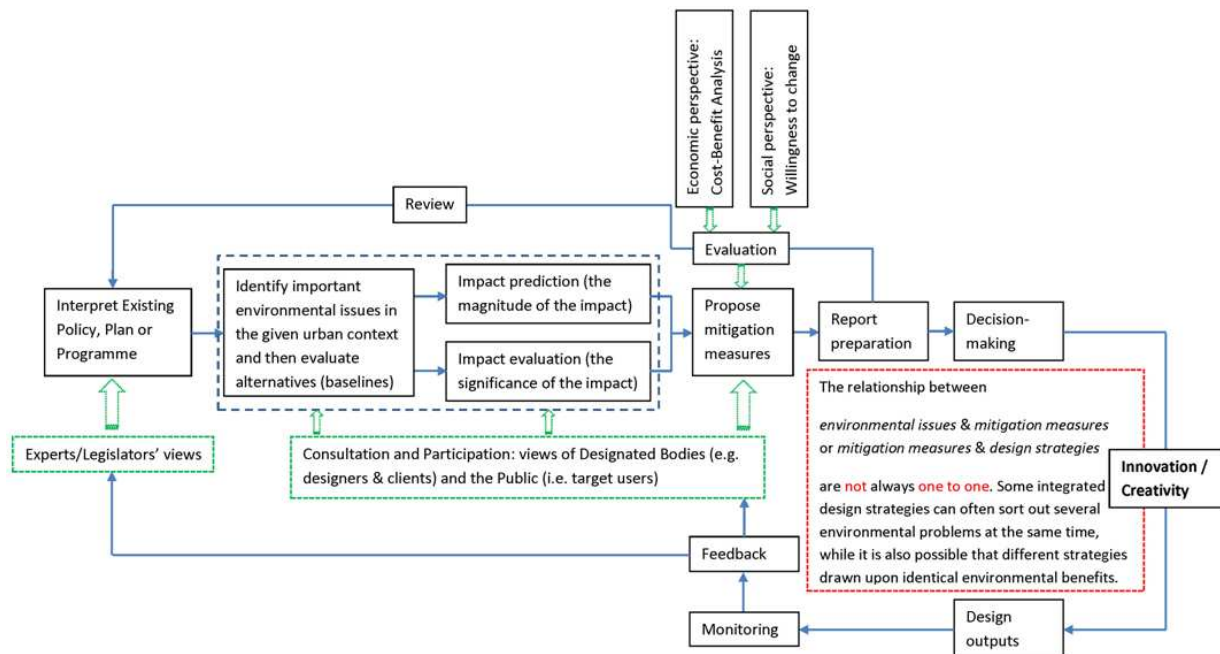 Economic perspective:
Cost-Benefit Analysis
Social perspective:
Willingness to change
Review
Evaluation
Interpret Existing
Policy, Plan or
Programme
Identify important
environmental issues in
the given urban context
and then evaluate
alternatives (baselines)
Impact prediction (the
magnitude of the impact)
Impact evaluation (the
significance of the impact)
Propose
mitigation
measures
Report
preparation
Decision-
making
Experts/Legislators' views
Consultation and Participation: views of Designated Bodies (e.g.
designers & clients) and the Public (i.e. target users)
The relationship between
environmental issues & mitigation measures
or mitigation measures & design strategies
are not always one to one. Some integrated
design strategies can often sort out several
environmental problems at the same time,
while it is also possible that different strategies
drawn upon identical environmental benefits.
Innovation /
Creativity
Feedback
Monitoring
Design
outputs